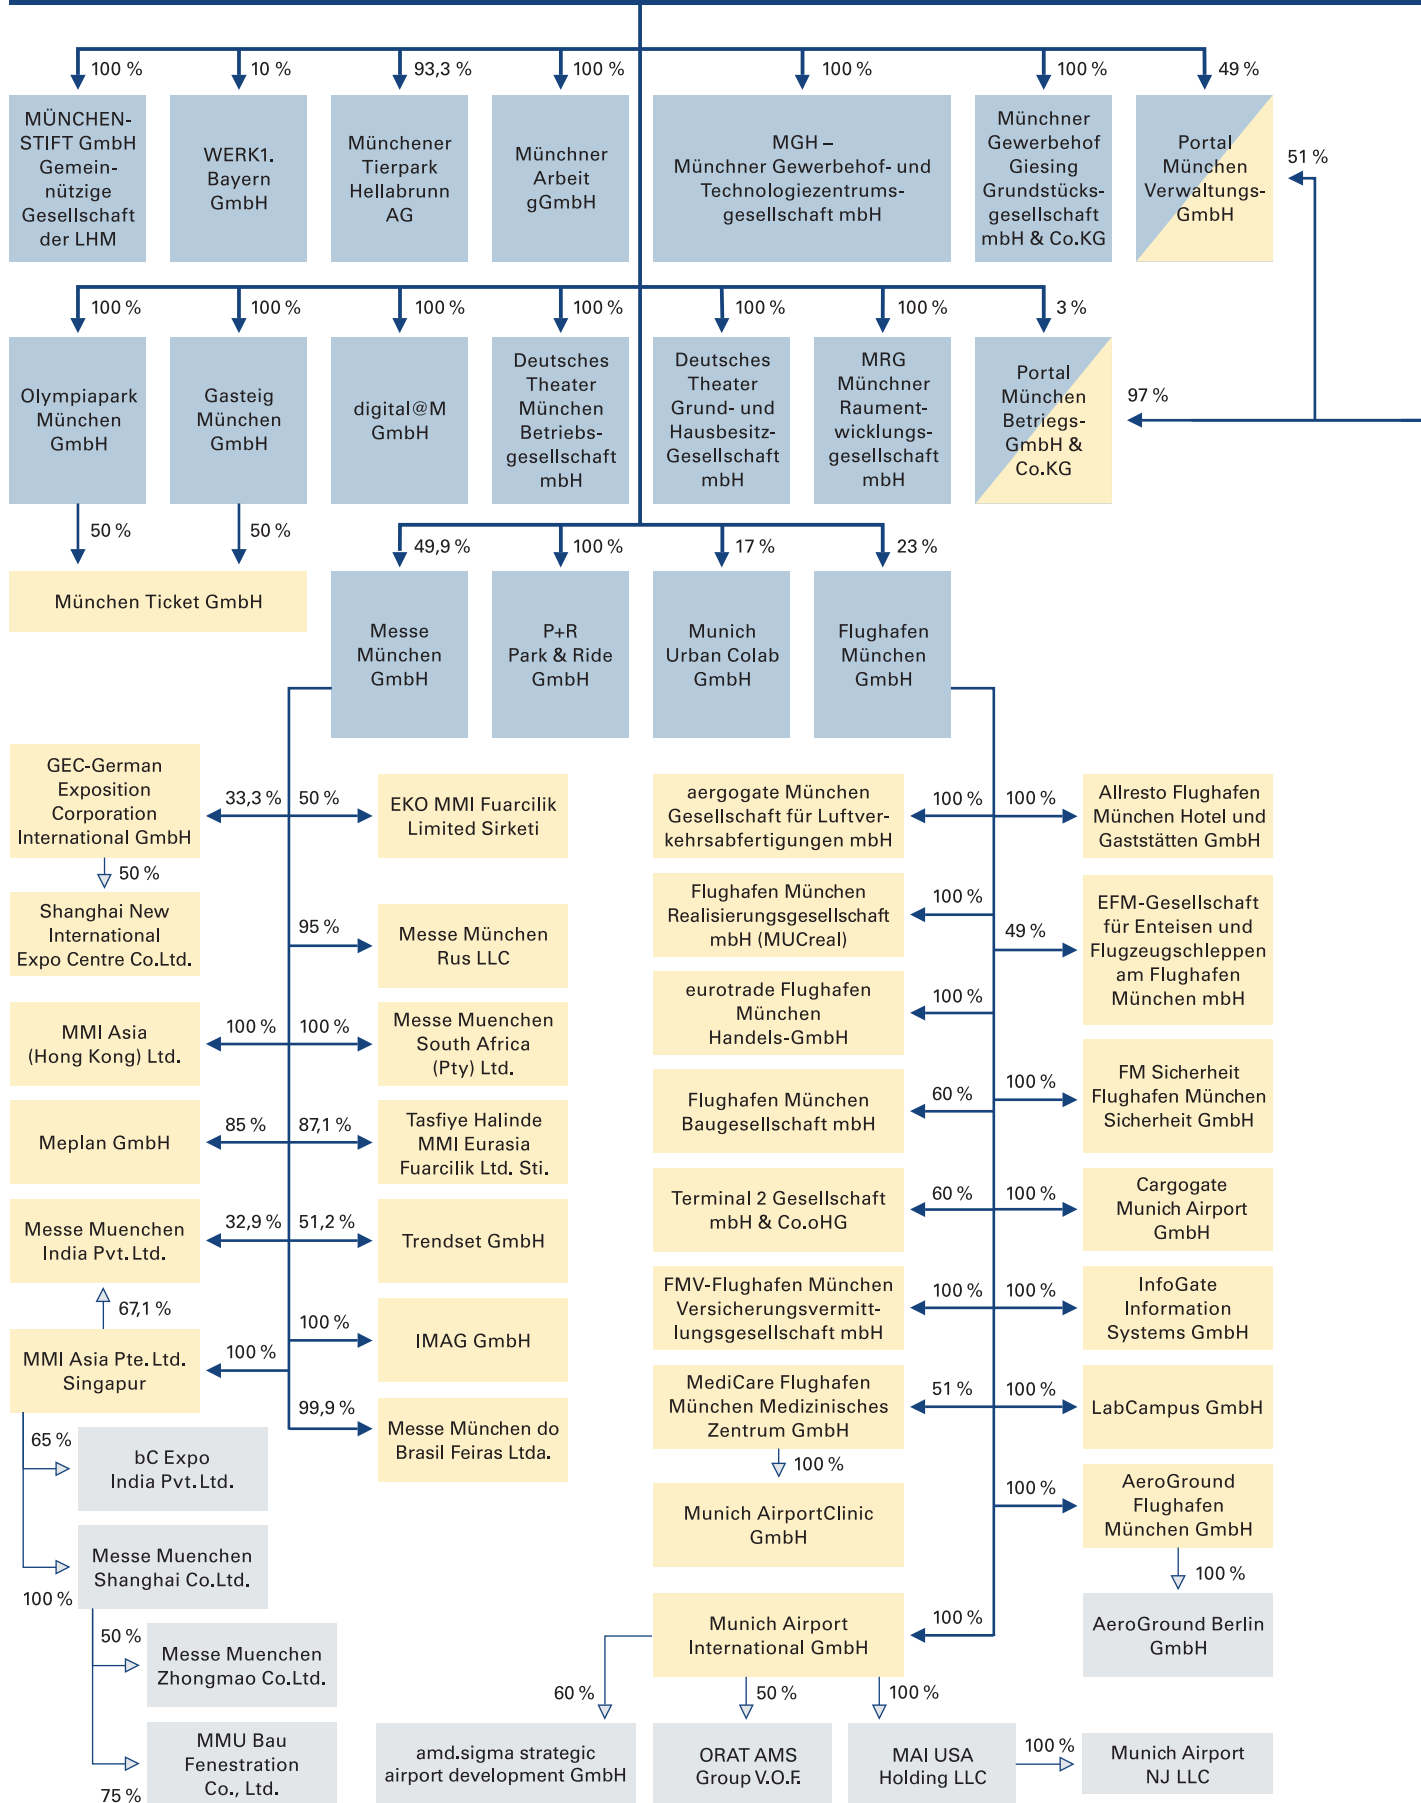 100 %
10 %
93,3 %
100 %
100 %
100 %
49 %
MÜNCHEN-
STIFT GmbH
Gemein-
nützige
Gesellschaft
der LHM
WERK1.
Bayern
GmbH
Münchener
Tierpark
Hellabrunn
AG
Münchner
Arbeit
gGmbH
MGH –
Münchner Gewerbehof- und
Technologiezentrums-
gesellschaft mbH
Münchner
Gewerbehof
Giesing
Grundstücks-
gesellschaft
mbH & Co.KG
Portal
München
Verwaltungs-
GmbH
51 %
100 %
100 %
100 %
100 %
100 %
100 %
3 %
Olympiapark
München
GmbH
Gasteig
München
GmbH
digital@M
GmbH
Deutsches
Theater
München
Betriebs-
gesellschaft
mbH
Deutsches
Theater
Grund- und
Hausbesitz-
Gesellschaft
mbH
MRG
Münchner
Raument-
wicklungs-
gesellschaft
mbH
Portal
München
Betriegs-
GmbH &
Co.KG
97 %
50 %
50 %
München Ticket GmbH
49,9 %
100 %
17 %
23 %
Messe
München
GmbH
P+R
Park & Ride
GmbH
Munich
Urban Colab
GmbH
Flughafen
München
GmbH
GEC-German
Exposition
Corporation
International GmbH
33,3 %
50 %
EKO MMI Fuarcilik
Limited Sirketi
50 %
Shanghai New
International
Expo Centre Co.Ltd.
95 %
Messe München
Rus LLC
MMI Asia
(Hong Kong) Ltd.
100 %
100 %
Messe Muenchen
South Africa
(Pty) Ltd.
Meplan GmbH
85 %
87,1 %
Tasfiye Halinde
MMI Eurasia
Fuarcilik Ltd. Sti.
Messe Muenchen
India Pvt.Ltd.
32,9 %
51,2 %
Trendset GmbH
67,1 %
100 %
IMAG GmbH
MMI Asia Pte.Ltd.
Singapur
100 %
99,9 %
Messe München do
Brasil Feiras Ltda.
65 %
bC Expo
India Pvt.Ltd.
Messe Muenchen
Shanghai Co.Ltd.
100 %
50 %
Messe Muenchen
Zhongmao Co.Ltd.
MMU Bau
Fenestration
Co., Ltd.
75 %
aergogate München
Gesellschaft für Luftver-
kehrsabfertigungen mbH
100 %
100 %
Allresto Flughafen
München Hotel und
Gaststätten GmbH
Flughafen München
Realisierungsgesellschaft
mbH (MUCreal)
100 %
49 %
EFM-Gesellschaft
für Enteisen und
Flugzeugschleppen
am Flughafen
München mbH
eurotrade Flughafen
München
Handels-GmbH
100 %
Flughafen München
Baugesellschaft mbH
60 %
100 %
FM Sicherheit
Flughafen München
Sicherheit GmbH
Terminal 2 Gesellschaft
mbH & Co.oHG
60 %
100 %
Cargogate
Munich Airport
GmbH
FMV-Flughafen München
Versicherungsvermitt-
lungsgesellschaft mbH
100 %
100 %
InfoGate
Information
Systems GmbH
MediCare Flughafen
München Medizinisches
Zentrum GmbH
51 %
100 %
LabCampus GmbH
100 %
Munich AirportClinic
GmbH
100 %
AeroGround
Flughafen
München GmbH
100 %
AeroGround Berlin
GmbH
Munich Airport
International GmbH
100 %
60 %
50 %
100 %
amd.sigma strategic
airport development GmbH
ORAT AMS
Group V.O.F.
MAI USA
Holding LLC
100 %
Munich Airport
NJ LLC